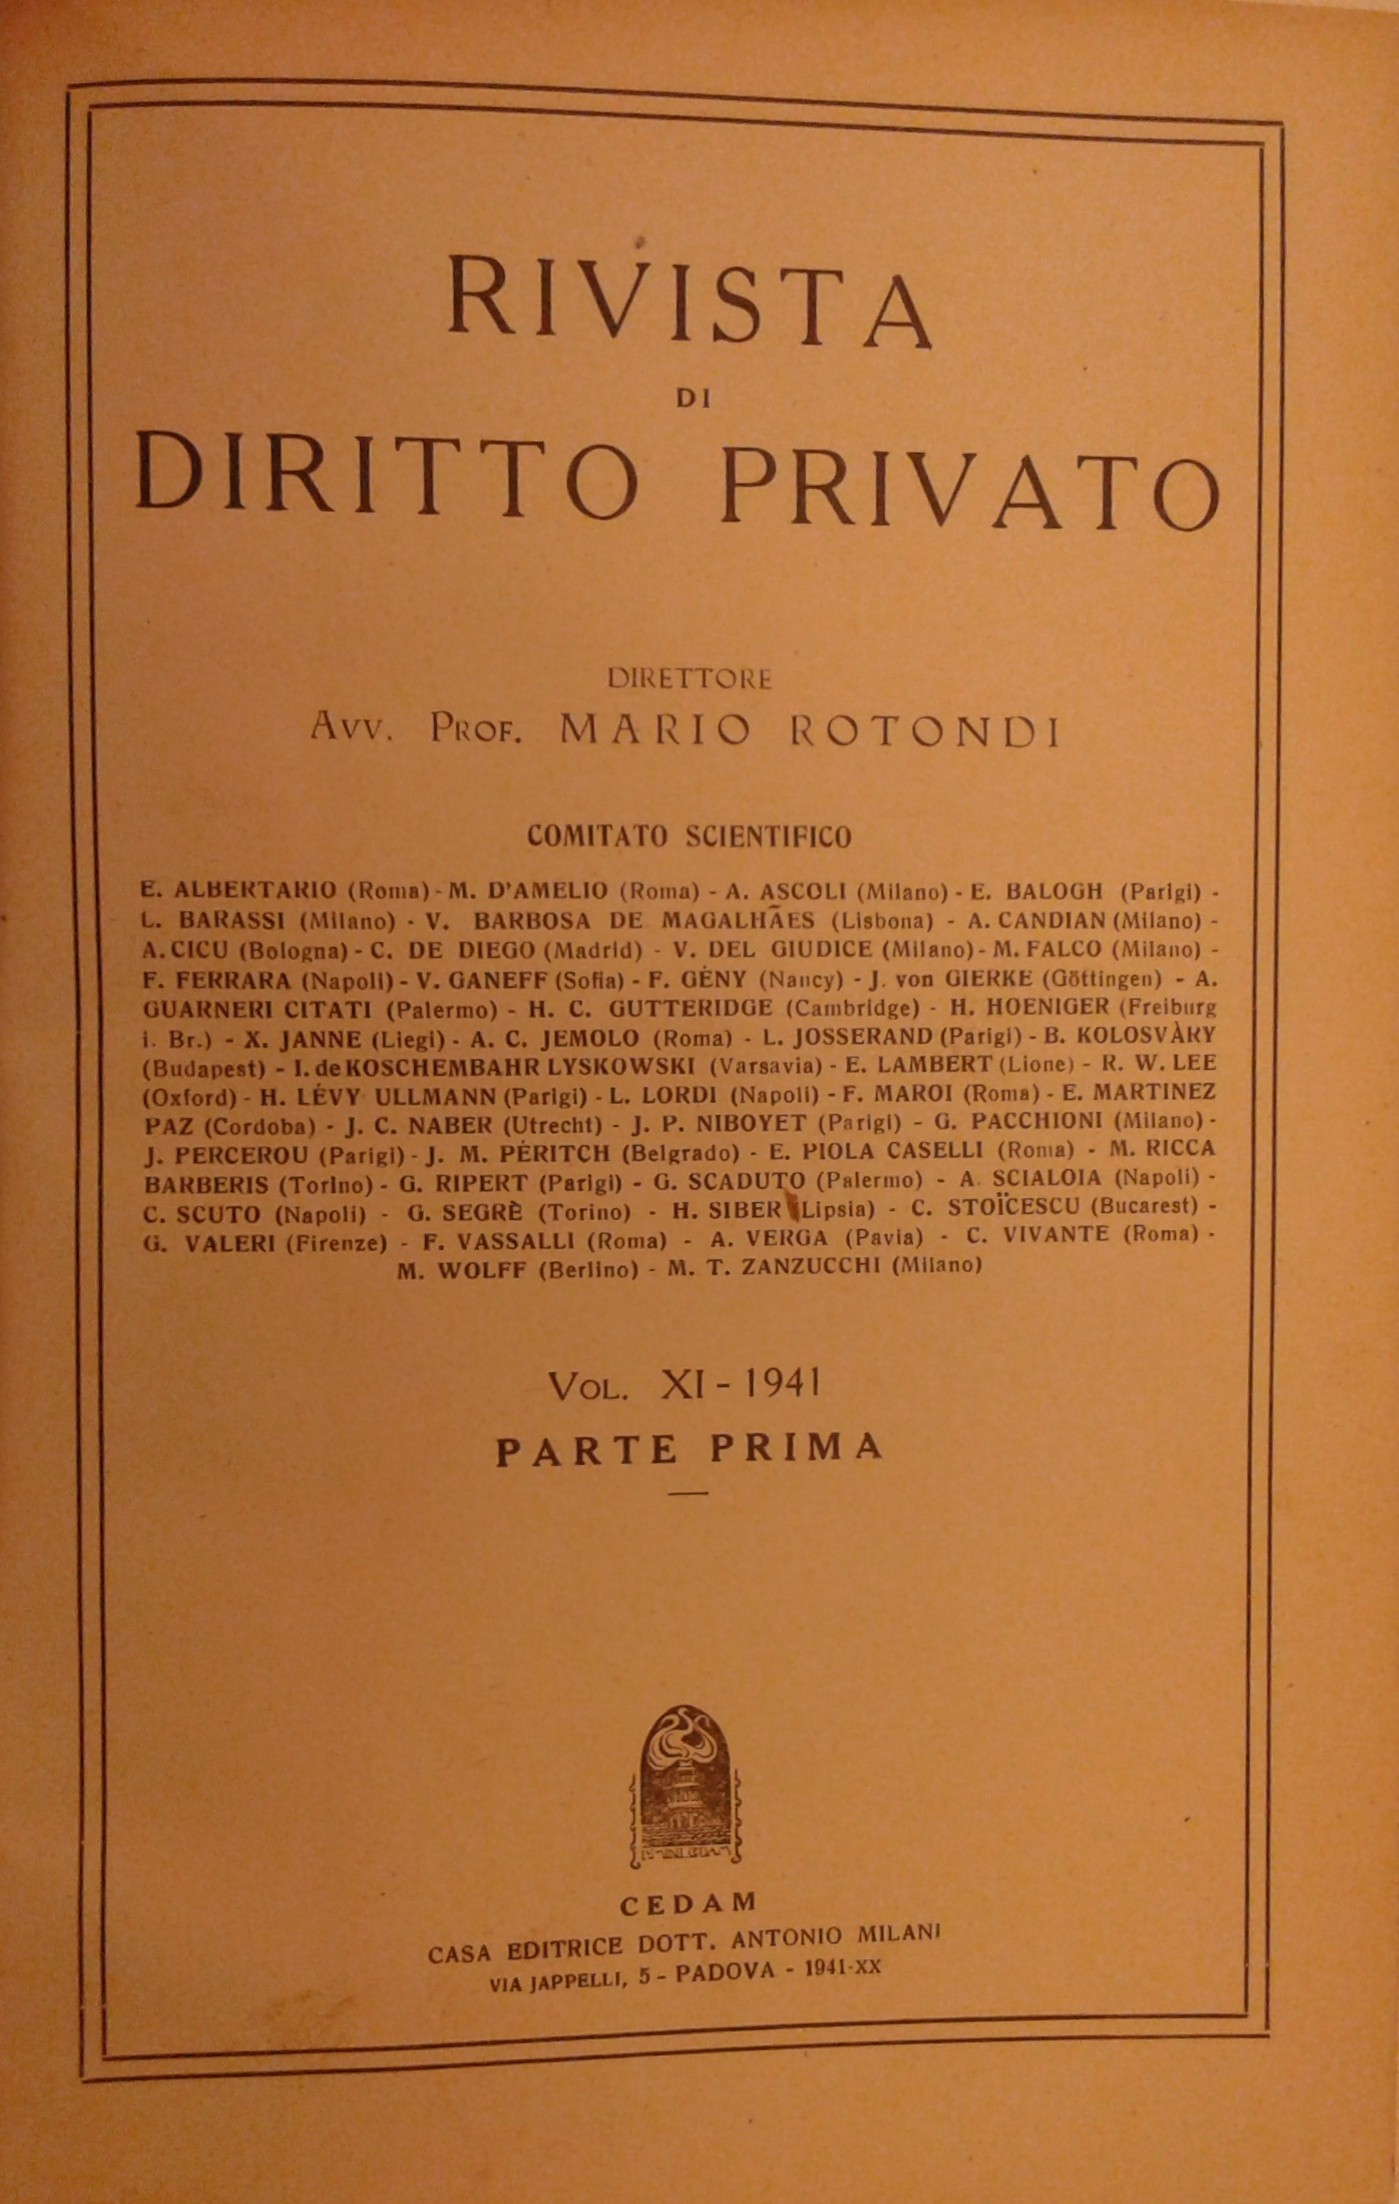 RIVISTA
DI
DIRITTO PRIVATO
DIRETTORE
AVV. PROF. MARIO ROTONDI
COMITATO SCIENTIFICO
E. ALBERTARIO (Roma) - M. D'AMELIO (Roma) - A. ASCOLI (Milano) - E. BALOGH (Parigi) -
L. BARASSI (Milano) - V. BARBOSA DE MAGALHÃES (Lisbona) - A. CANDIAN (Milano) -
A. CICU (Bologna) - C. DE DIEGO (Madrid) - V. DEL GIUDICE (Milano) - M. FALCO (Milano) -
F. FERRARA (Napoli) - V. GANEFF (Sofia) - F. GÉNY (Nancy) - J. von GIERKE (Göttingen) - A.
GUARNERI CITATI (Palermo) - H. C. GUTTERIDGE (Cambridge) - H. HOENIGER (Freiburg
i. Br.) - X. JANNE (Liegi) - A. C. JEMOLO (Roma) - L. JOSSERAND (Parigi) - B. KOLOSVÀRY
(Budapest) - I. de KOSCHEMBAHR LYSKOWSKI (Varsavia) - E. LAMBERT (Lione) - R. W. LEE
(Oxford) - H. LÉVY ULLMANN (Parigi) - L. LORDI (Napoli) - F. MAROI (Roma) - E. MARTINEZ
PAZ (Cordoba) - J. C. NABER (Utrecht) - J. P. NIBOYET (Parigi) - G. PACCHIONI (Milano) -
J. PERCEROU (Parigi) - J. M. PÉRITCH (Belgrado) - E. PIOLA CASELLI (Roma) - M. RICCA
BARBERIS (Torino) - G. RIPERT (Parigi) - G. SCADUTO (Palermo) - A. SCIALOIA (Napoli) -
C. SCUTO (Napoli) - G. SEGRÈ (Torino) - H. SIBER (Lipsia) - C. STOÏCESCU (Bucarest) -
G. VALERI (Firenze) - F. VASSALLI (Roma) - A. VERGA (Pavia) - C. VIVANTE (Roma) -
M. WOLFF (Berlino) - M. T. ZANZUCCHI (Milano)
VOL. XI - 1941
PARTE PRIMA
CEDAM
CASA EDITRICE DOTT. ANTONIO MILANI
VIA JAPPELLI, 5 - PADOVA - 1941-XX